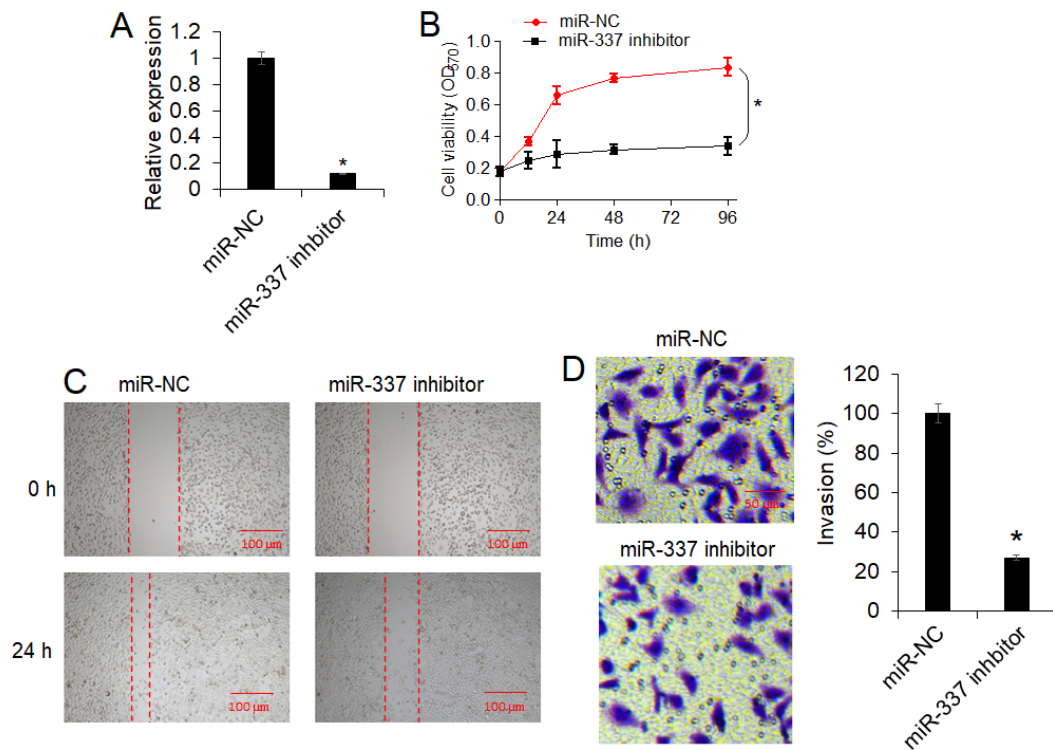 A
Relative expression
1.2
1
0.8
0.6
0.4
0.2
0
*
miR-NC
miR-337 inhbitor
B
miR-NC
miR-337 inhibitor
Cell viability (OD570)
1.0
0.8
0.6
0.4
0.2
0.0
*
0 24 48 72 96
Time (h)
C
miR-NC miR-337 inhibitor
0 h
100 µm 100 µm
24 h
100 µm 100 µm
D
miR-NC
50 µm
miR-337 inhibitor
Invasion (%)
120
100
80
60
40
20
0
*
miR-NC
miR-337 inhbitor